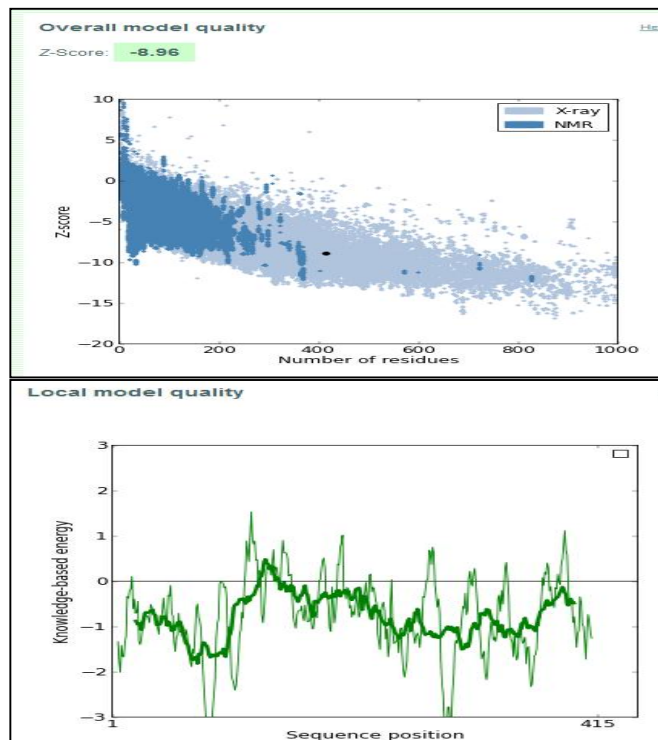 Overall model quality
He
Z-Score: -8.96
10
5
0
−5
−10
−15
−20
Z-score
X-ray
NMR
0 200 400 600 800 1000
Number of residues
Local model quality
3
2
1
0
−1
−2
−3
Knowledge-based energy
1 415
Sequence position